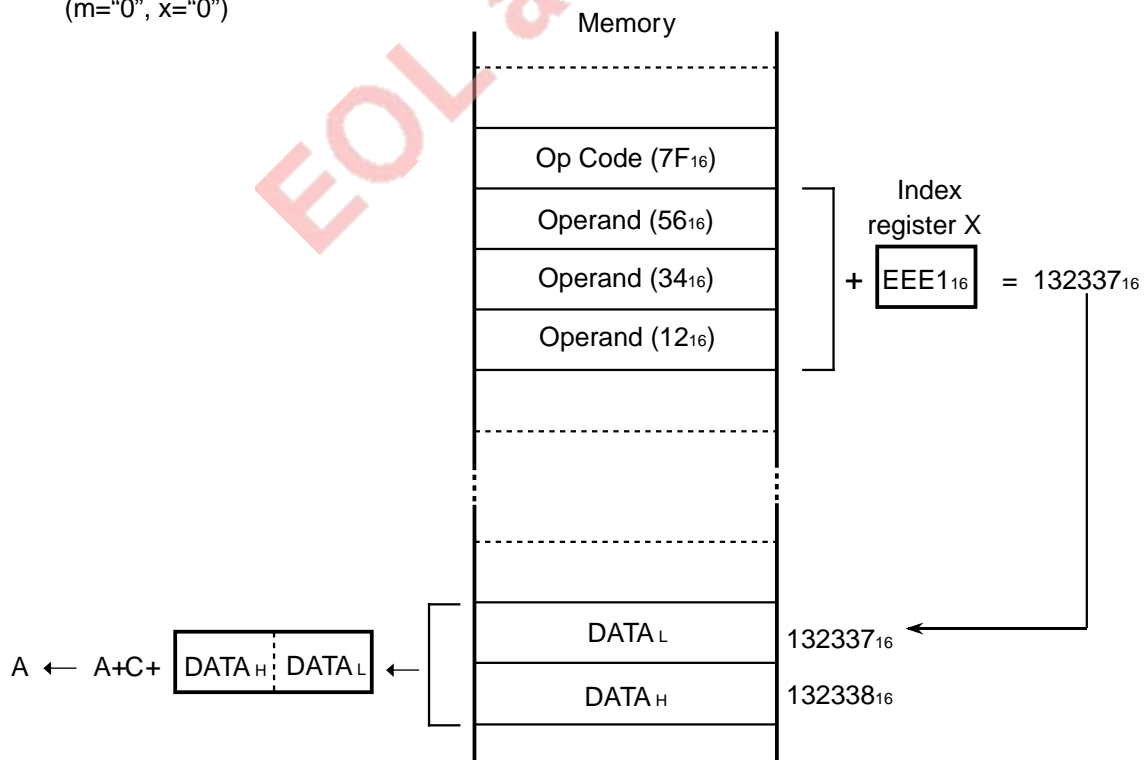 (m=“0”, x=“0”)
EOL a
Memory
Op Code (7F16)
Operand (5616)
Operand (3416)
Operand (1216)
Index
register X
+ EEE116 = 13233716
DATA L 13233716
DATA H 13233816
A ← A+C+ DATA H DATA L ←